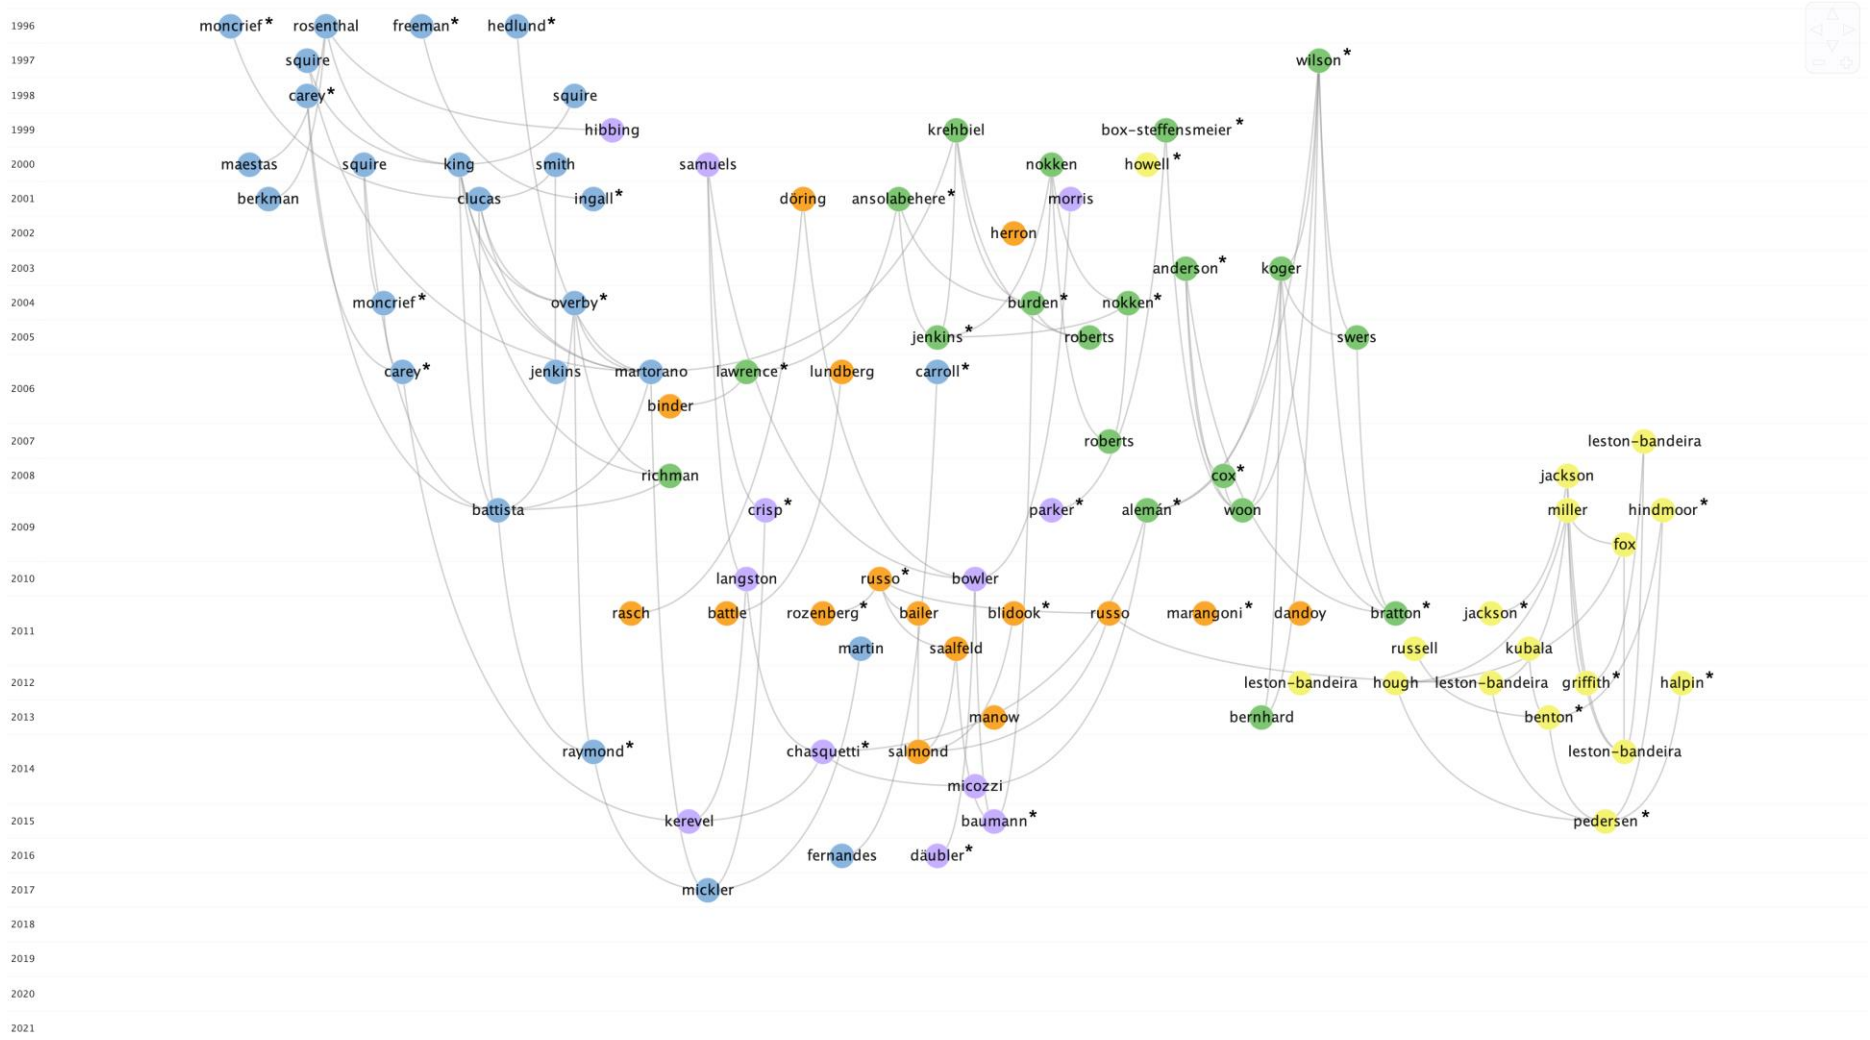 1996 moncrief* rosenthal freeman* hedlund*
1997 squire wilson*
1998 carey* squire
1999 hibbing krehbiel box-steffensmeier*
2000 maestas squire king smith samuels nokken howell*
2001 berkman clucas ingall* döring ansolabehere* morris
2002 herron
2003 anderson* koger
2004 moncrief* overby* burden* nokken*
2005 jenkins* roberts swers
carey* jenkins martorano lawrence* lundberg carroll*
2006
binder
2007 roberts leston-bandeira
2008 richman cox* jackson
battista crisp* parker* alemán* woon miller hindmoor*
2009
fox
2010 langston russo* bowler
rasch battle rozenberg* bailer blidook* russo marangoni* dandoy bratton* jackson*
2011
martin saalfeld russell kubala
2012 leston-bandeira hough leston-bandeira griffith* halpin*
2013 manow bernhard benton*
raymond* chasquetti* salmond leston-bandeira
2014
micozzi
2015 kerevel baumann* pedersen*
2016 fernandes däubler*
2017 mickler
2018
2019
2020
2021